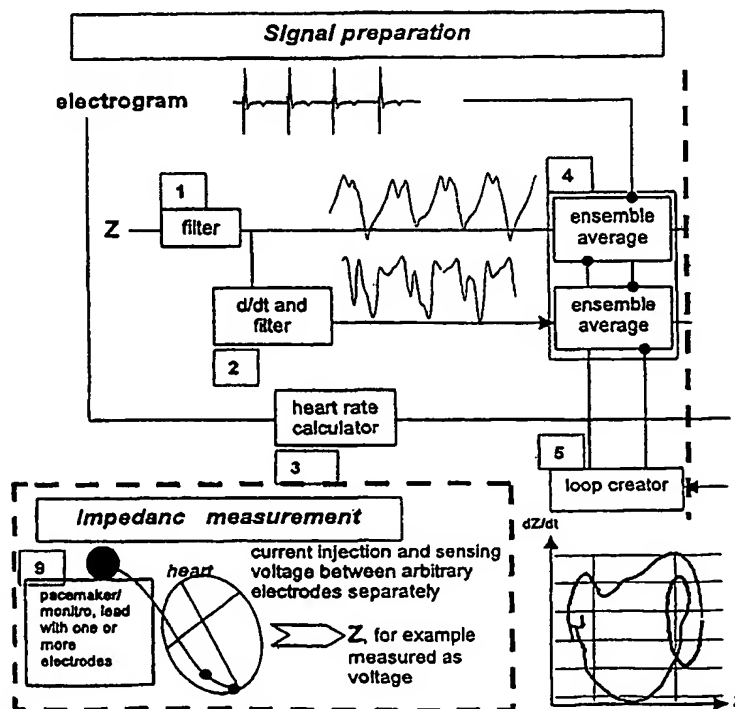 Signal preparation
electrogram
1
4
Z
filter
ensemble
average
d/dt and
filter
ensemble
average
2
heart rate
calculator
3
5
loop creator
Impedanc measurement
dZ/dt
9
heart
current injection and sensing
voltage between arbitrary
electrodes separately
pacemaker/
monitro, lead
with one or
more
electrodes
Z, for example
measured as
voltage